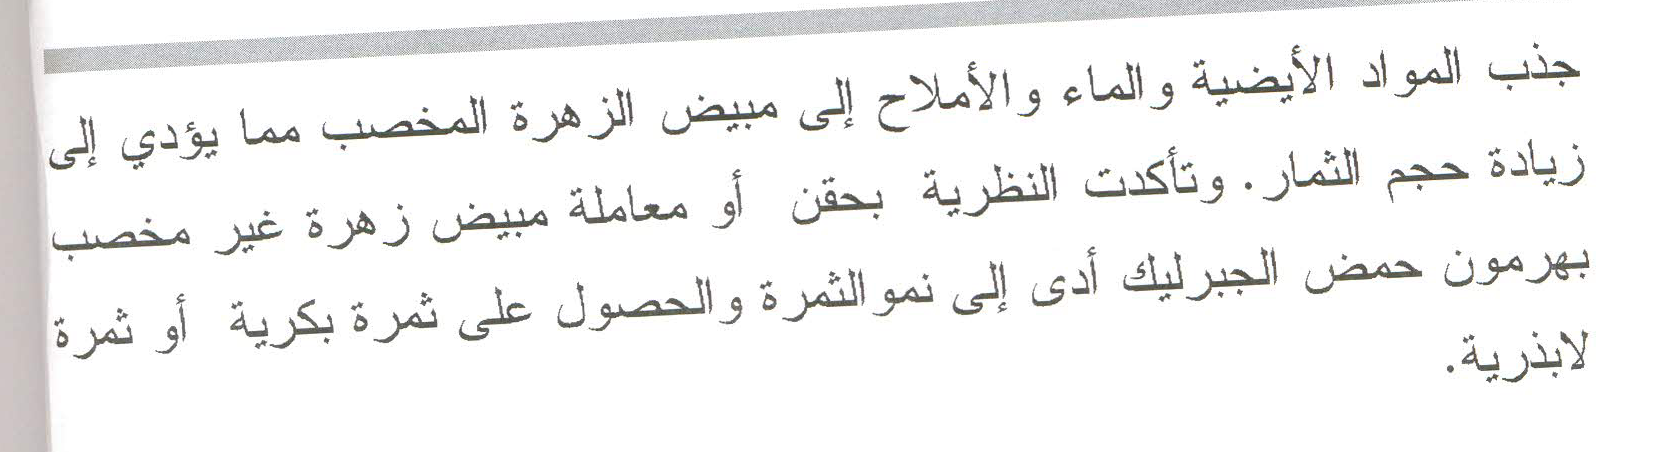 جذب المواد الأيضية والماء والأملاح إلى مبيض الزهرة المخصب مما يؤدي إلى
زيادة حجم الثمار. وتأكدت النظرية بحقن أو معاملة مبيض زهرة غير مخصب
بهرمون حمض الجبرليك أدى إلى نمو الثمرة والحصول على ثمرة بكرية أو ثمرة
لابذرية.